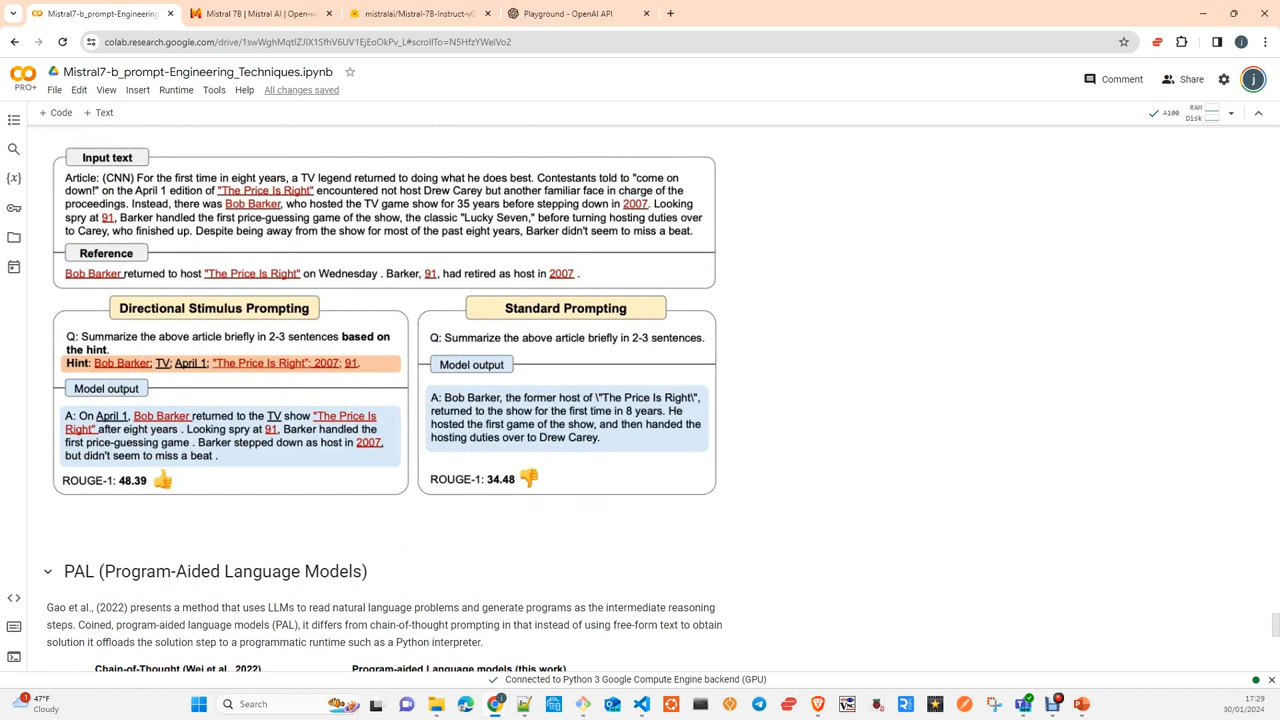 Mistral7-b_prompt-Engineering_
Mistral 7B | Mistral AI | Open-w
mistralai/Mistral-7B-Instruct-v0
Playground - OpenAI API
Mistral7-b_prompt-Engineering_Techniques.ipynb
PRO+
File Edit View Insert Runtime Tools Help All changes saved
Comment
Share
j
+ Code + Text
RAM
Disk
A100
Input text
Article: (CNN) For the first time in eight years, a TV legend returned to doing what he does best. Contestants told to "come on
down!" on the April 1 edition of "The Price Is Right" encountered not host Drew Carey but another familiar face in charge of the
proceedings. Instead, there was Bob Barker, who hosted the TV game show for 35 years before stepping down in 2007. Looking
spry at 91, Barker handled the first price-guessing game of the show, the classic "Lucky Seven," before turning hosting duties over
to Carey, who finished up. Despite being away from the show for most of the past eight years, Barker didn't seem to miss a beat.
Reference
Bob Barker returned to host "The Price Is Right" on Wednesday . Barker, 91, had retired as host in 2007 .
Directional Stimulus Prompting
Q: Summarize the above article briefly in 2-3 sentences based on
the hint.
Hint: Bob Barker; TV; April 1; "The Price Is Right"; 2007; 91.
Model output
A: On April 1, Bob Barker returned to the TV show "The Price Is
Right" after eight years . Looking spry at 91, Barker handled the
first price-guessing game . Barker stepped down as host in 2007,
but didn't seem to miss a beat .
ROUGE-1: 48.39
Standard Prompting
Q: Summarize the above article briefly in 2-3 sentences.
Model output
A: Bob Barker, the former host of \"The Price Is Right\",
returned to the show for the first time in 8 years. He
hosted the first game of the show, and then handed the
hosting duties over to Drew Carey.
ROUGE-1: 34.48
PAL (Program-Aided Language Models)
Gao et al., (2022) presents a method that uses LLMs to read natural language problems and generate programs as the intermediate reasoning
steps. Coined, program-aided language models (PAL), it differs from chain-of-thought prompting in that instead of using free-form text to obtain
solution it offloads the solution step to a programmatic runtime such as a Python interpreter.
Chain-of-Thought (Wei et al., 2022)
Program-aided Language models (this work)
Connected to Python 3 Google Compute Engine backend (GPU)
47°F
Cloudy
Search
17:29
30/01/2024